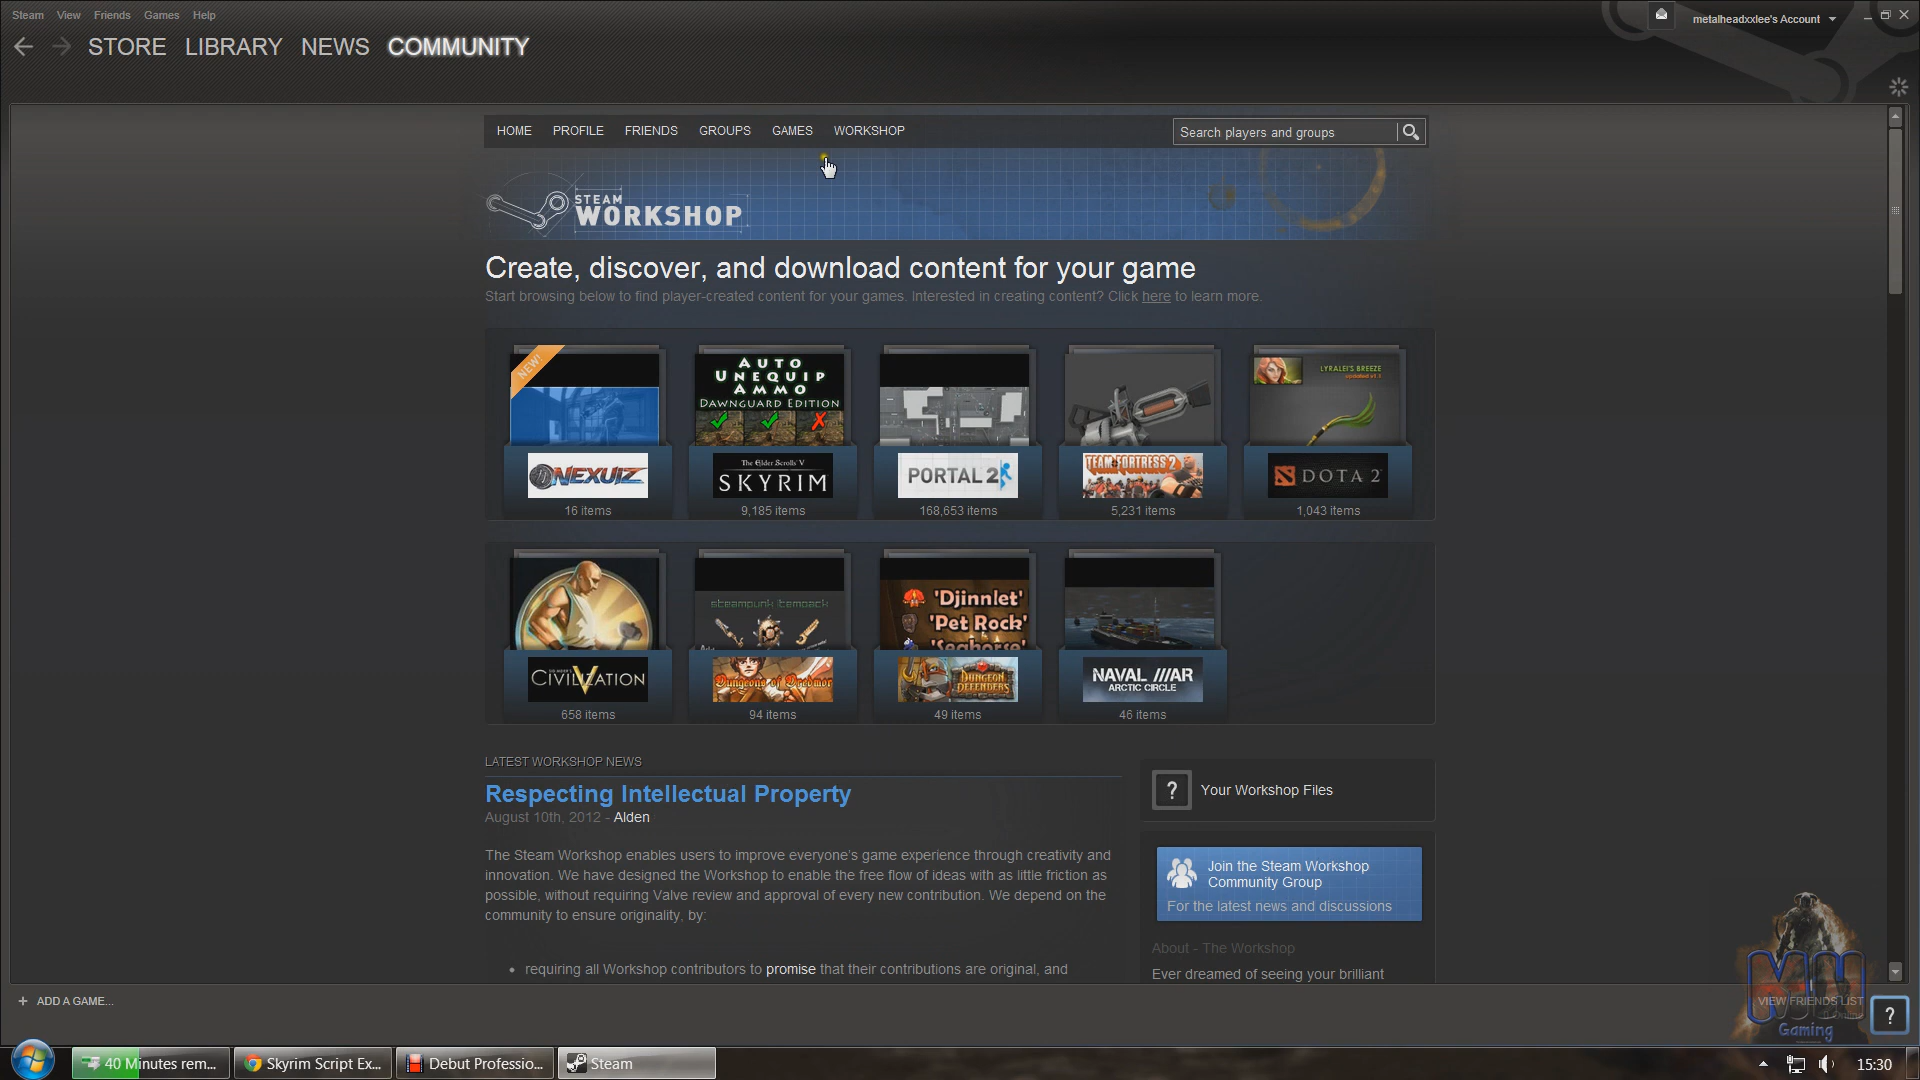 Steam View Friends Games Help
metalheadxxlee's Account
STORE LIBRARY NEWS COMMUNITY
HOME PROFILE FRIENDS GROUPS GAMES WORKSHOP
Search players and groups
STEAM
WORKSHOP
Create, discover, and download content for your game
Start browsing below to find player-created content for your games. Interested in creating content? Click here to learn more.
NEW!
AUTO
UNEQUIP
AMMO
DAWNGUARD EDITION
LYRALEI'S BREEZE
updated v1.1
NEXUIZ
The Elder Scrolls V
SKYRIM
PORTAL 2
TEAM FORTRESS 2
DOTA 2
16 items
9,185 items
168,653 items
5,231 items
1,043 items
steampunk itempack
'Djinnlet'
'Pet Rock'
'Seahorse'
CIVILIZATION V
Dungeons of Dredmor
DUNGEON
DEFENDERS
NAVAL WAR
ARCTIC CIRCLE
658 items
94 items
49 items
46 items
LATEST WORKSHOP NEWS
Respecting Intellectual Property
August 10th, 2012 - Alden
The Steam Workshop enables users to improve everyone's game experience through creativity and
innovation. We have designed the Workshop to enable the free flow of ideas with as little friction as
possible, without requiring Valve review and approval of every new contribution. We depend on the
community to ensure originality, by:
• requiring all Workshop contributors to promise that their contributions are original, and
? Your Workshop Files
Join the Steam Workshop
Community Group
For the latest news and discussions
About - The Workshop
Ever dreamed of seeing your brilliant
+ ADD A GAME...
VIEW FRIENDS LIST
Gaming
?
40 Minutes rem...
Skyrim Script Ex...
Debut Professio...
Steam
15:30